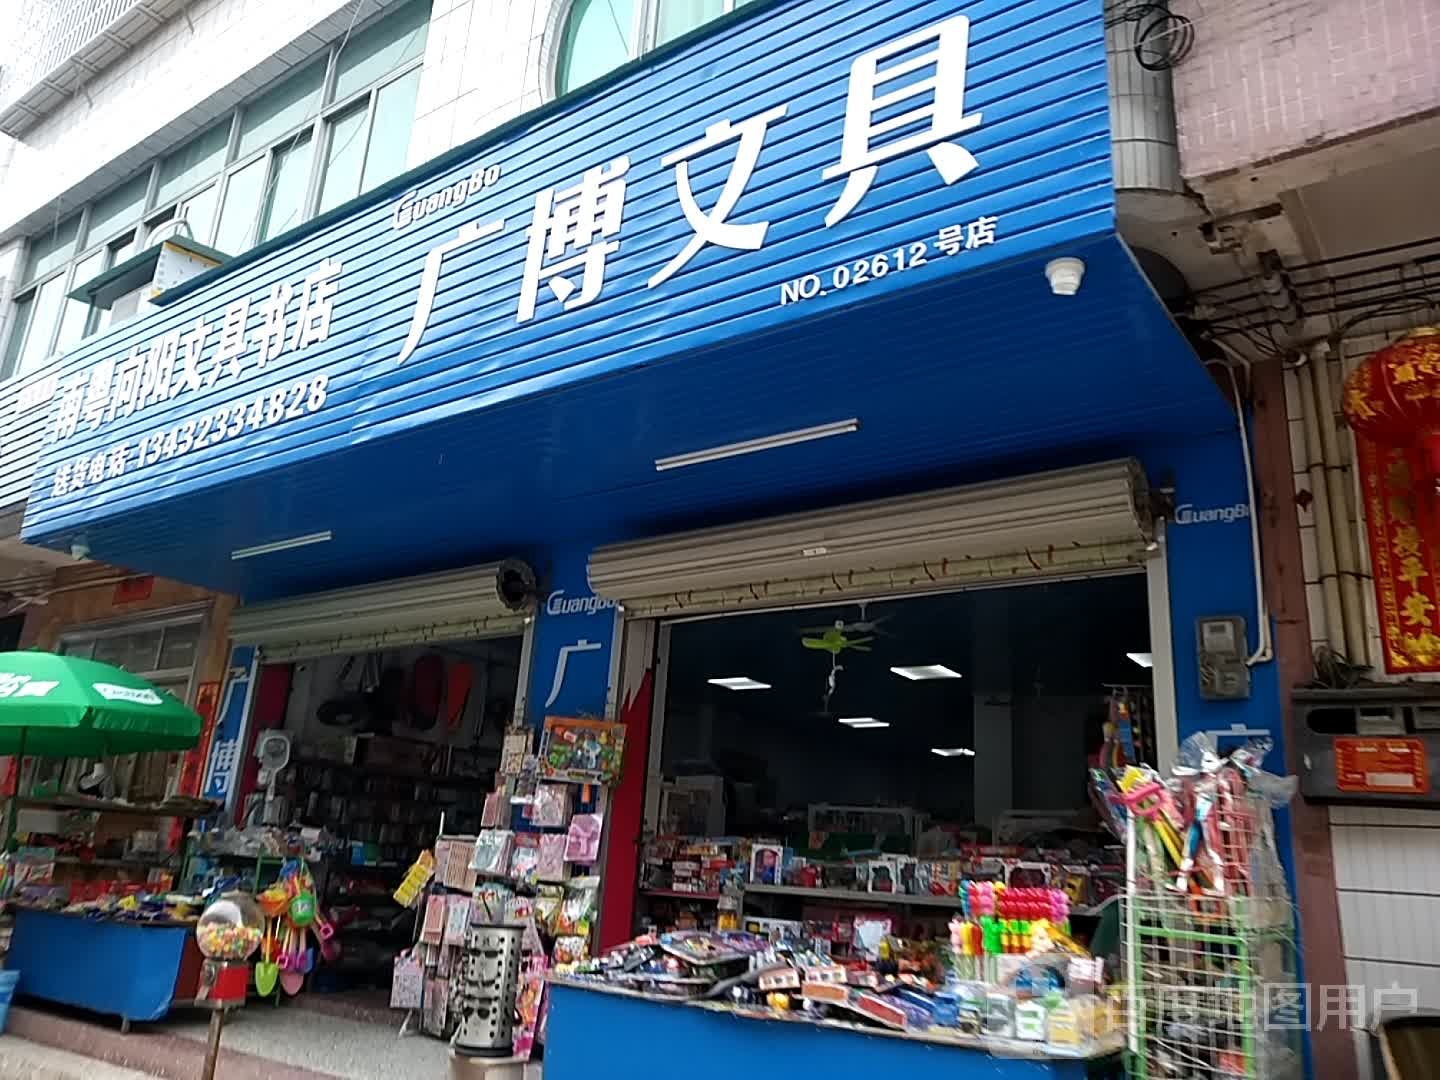 GuangBo
广博文具
NO.02612号店
南粤向阳文具书店
送货电话 13432334828
GuangBo
广
GuangBo
广博
百度地图用户